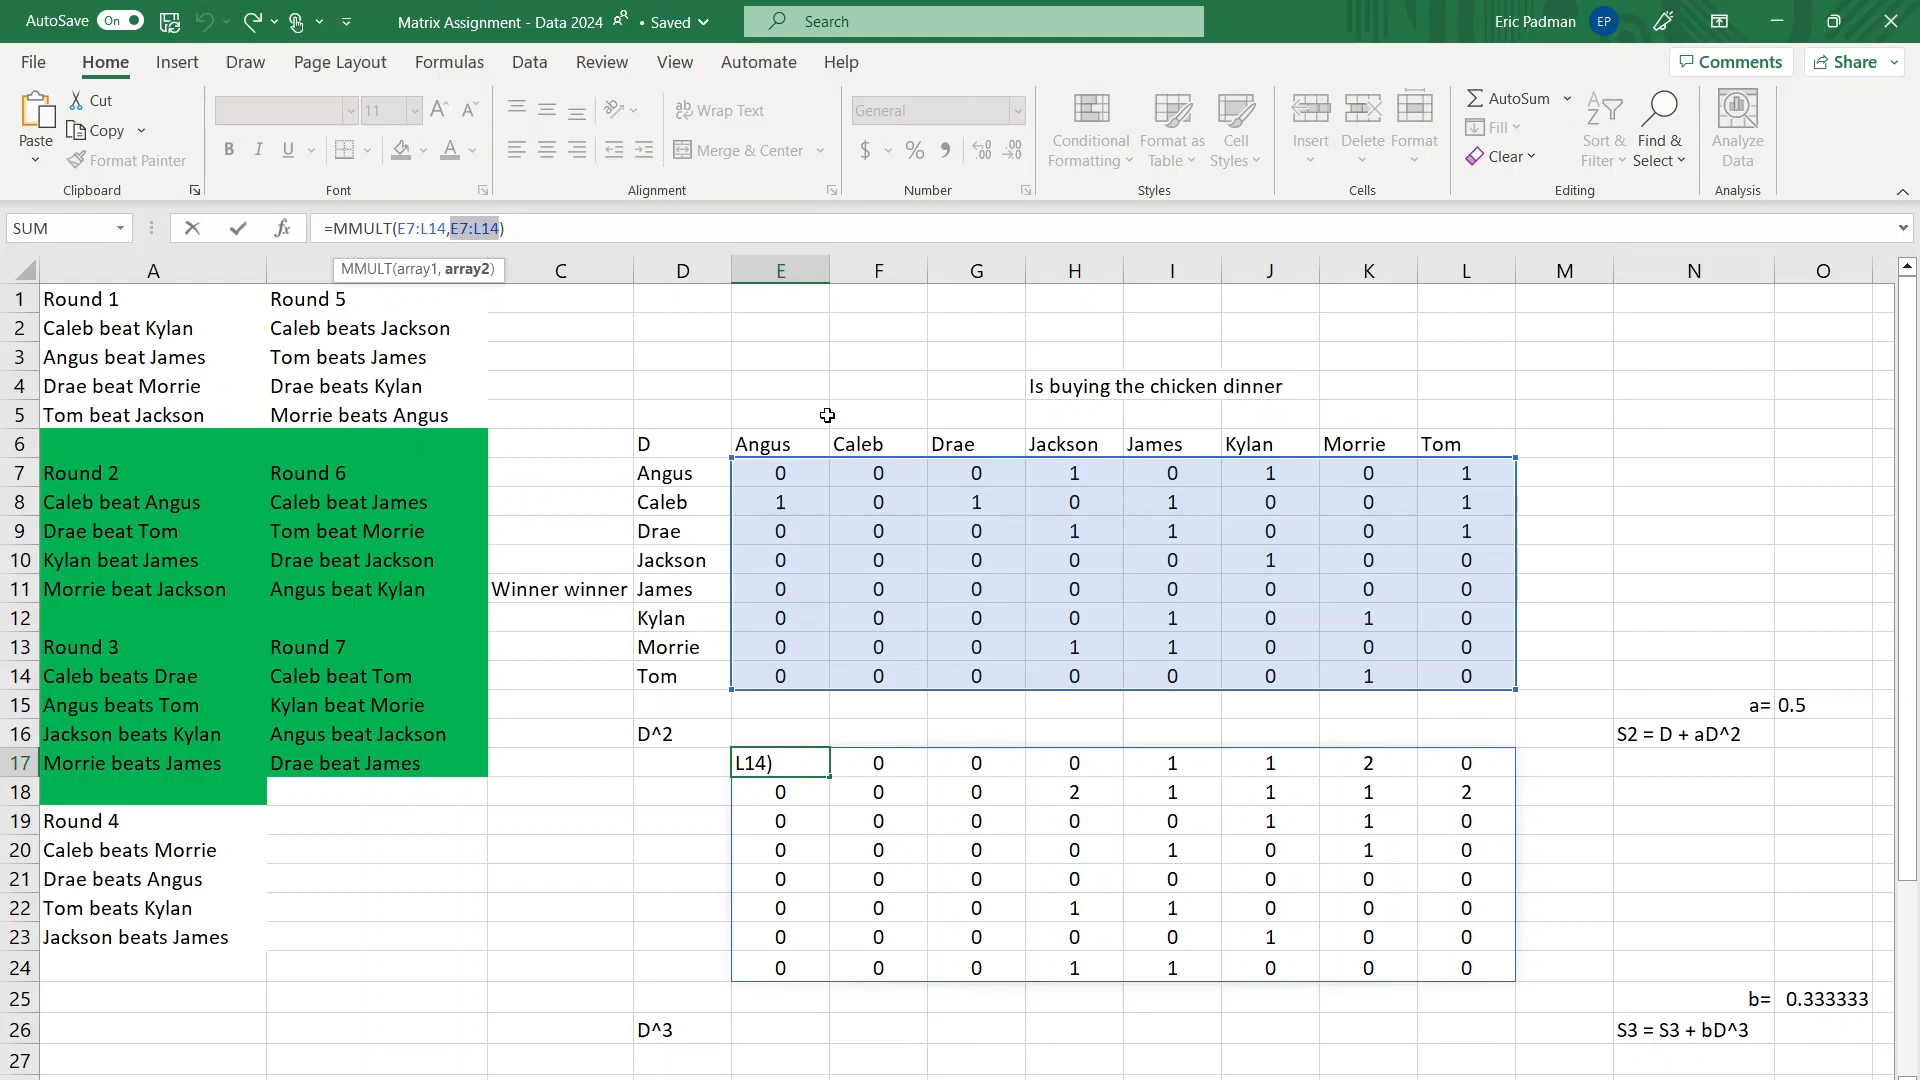 AutoSave On Matrix Assignment - Data 2024 • Saved Search Eric Padman EP
File Home Insert Draw Page Layout Formulas Data Review View Automate Help Comments Share
Paste Cut Copy Format Painter Clipboard
11 A A B I U A Font
ab Wrap Text Merge & Center Alignment
General $ % 9 .00 .00 Number
Conditional Formatting Format as Table Cell Styles Styles
Insert Delete Format Cells
AutoSum Fill Clear Sort & Filter Find & Select Editing
Analyze Data Analysis
SUM fx =MMULT(E7:L14,E7:L14)
MMULT(array1, array2)
A C D E F G H I J K L M N O
1 Round 1 Round 5
2 Caleb beat Kylan Caleb beats Jackson
3 Angus beat James Tom beats James
4 Drae beat Morrie Drae beats Kylan Is buying the chicken dinner
5 Tom beat Jackson Morrie beats Angus
6 D Angus Caleb Drae Jackson James Kylan Morrie Tom
7 Round 2 Round 6 Angus 0 0 0 1 0 1 0 1
8 Caleb beat Angus Caleb beat James Caleb 1 0 1 0 1 0 0 1
9 Drae beat Tom Tom beat Morrie Drae 0 0 0 1 1 0 0 1
10 Kylan beat James Drae beat Jackson Jackson 0 0 0 0 0 1 0 0
11 Morrie beat Jackson Angus beat Kylan Winner winner James 0 0 0 0 0 0 0 0
12 Kylan 0 0 0 0 1 0 1 0
13 Round 3 Round 7 Morrie 0 0 0 1 1 0 0 0
14 Caleb beats Drae Caleb beat Tom Tom 0 0 0 0 0 0 1 0
15 Angus beats Tom Kylan beat Morie a= 0.5
16 Jackson beats Kylan Angus beat Jackson D^2 S2 = D + aD^2
17 Morrie beats James Drae beat James L14) 0 0 0 1 1 2 0
18 0 0 0 2 1 1 1 2
19 Round 4 0 0 0 0 0 1 1 0
20 Caleb beats Morrie 0 0 0 0 1 0 1 0
21 Drae beats Angus 0 0 0 0 0 0 0 0
22 Tom beats Kylan 0 0 0 1 1 0 0 0
23 Jackson beats James 0 0 0 0 0 1 0 0
24 0 0 0 1 1 0 0 0
25 b= 0.333333
26 D^3 S3 = S3 + bD^3
27